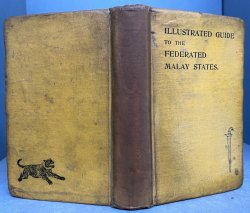 ILLUSTRATED GUIDE
TO THE
FEDERATED
MALAY STATES.